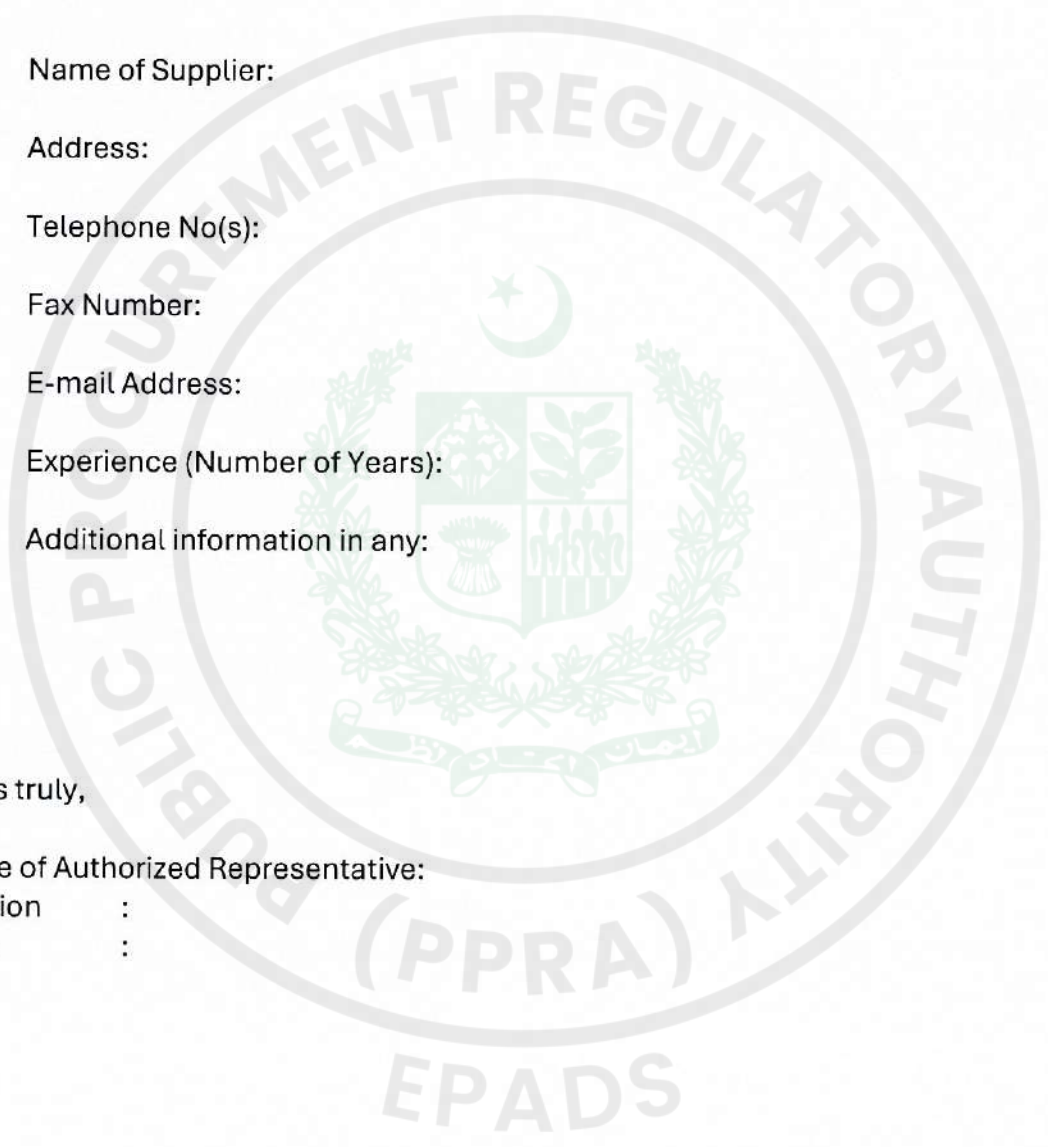 Name of Supplier:
Address:
Telephone No(s):
Fax Number:
E-mail Address:
Experience (Number of Years):
Additional information in any:
s truly,
e of Authorized Representative:
ion :
:
PUBLIC PROCUREMENT REGULATORY AUTHORITY
(PPRA)
EPADS